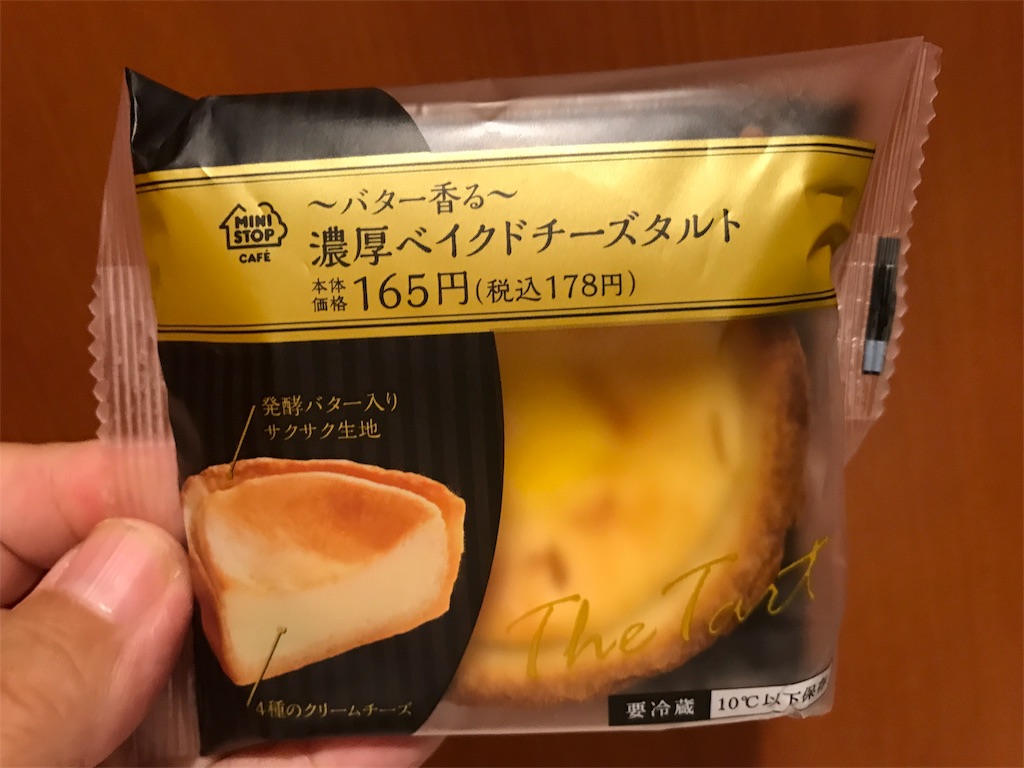 MINI
STOP
CAFÉ
～バター香る～
濃厚ベイクドチーズタルト
本体
価格 165円(税込178円)
発酵バター入り
サクサク生地
4種のクリームチーズ
The Tart
要冷蔵 10℃以下保存